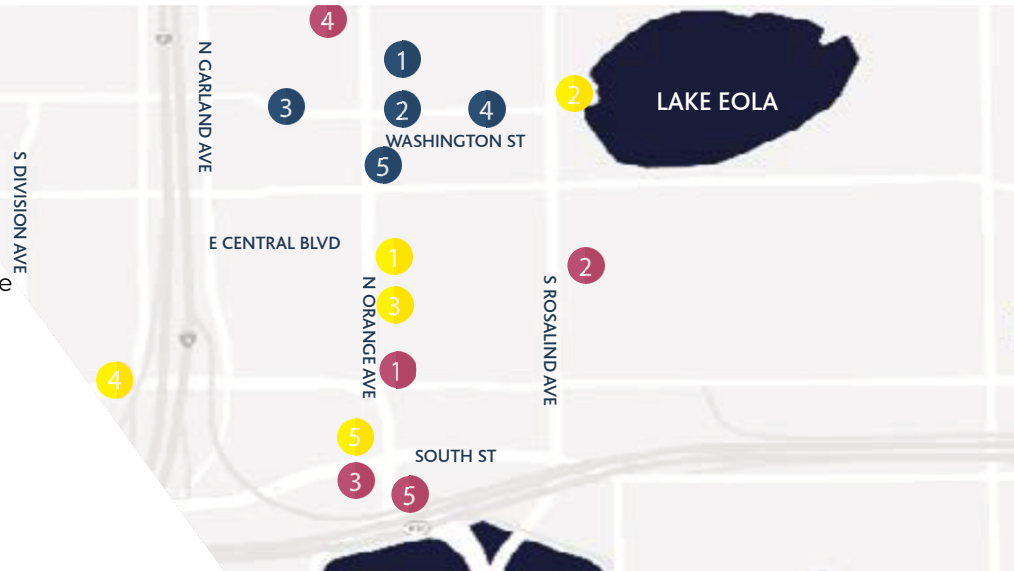 4
N GARLAND AVE
1
2
LAKE EOLA
3
2
4
WASHINGTON ST
5
S DIVISION AVE
E CENTRAL BLVD
1
2
e
N ORANGE AVE
S ROSALIND AVE
3
1
4
5
SOUTH ST
3
5